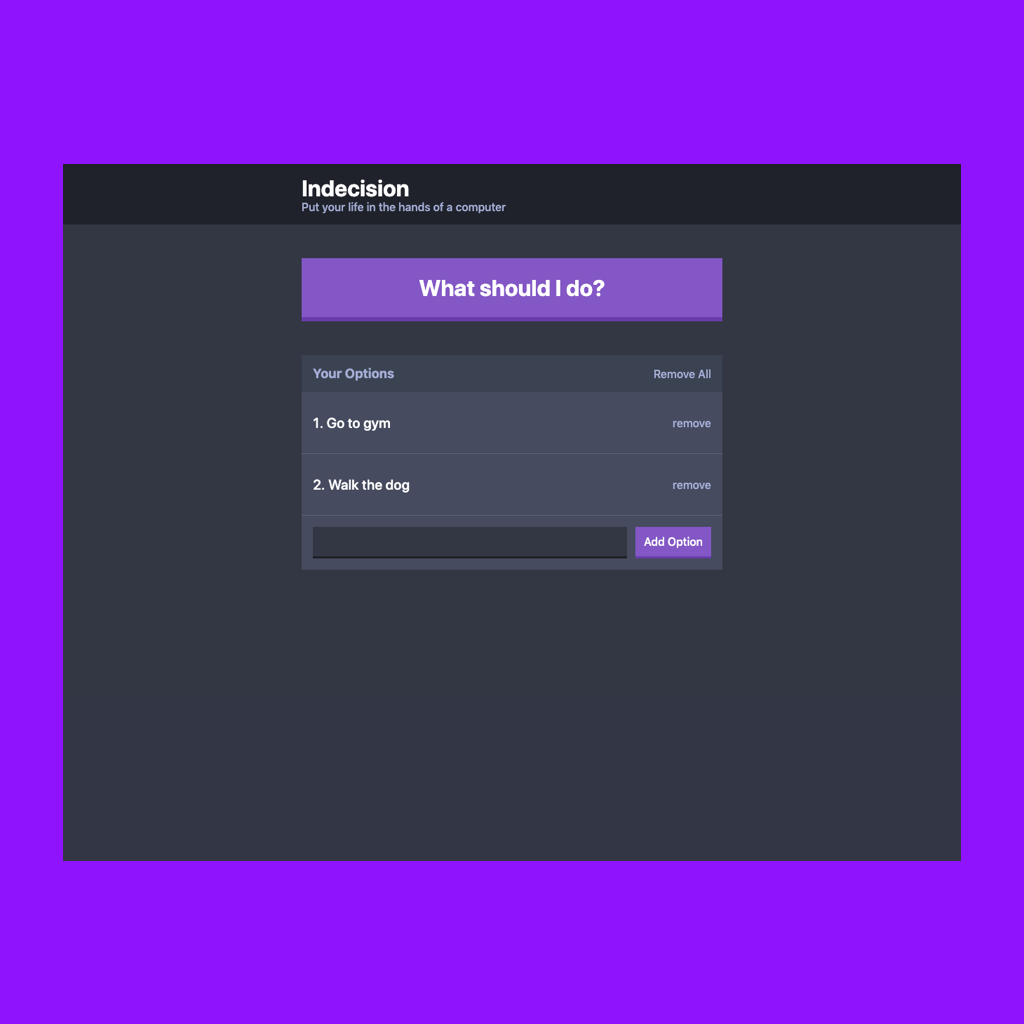 Indecision
Put your life in the hands of a computer
What should I do?
Your Options Remove All
1. Go to gym remove
2. Walk the dog remove
Add Option